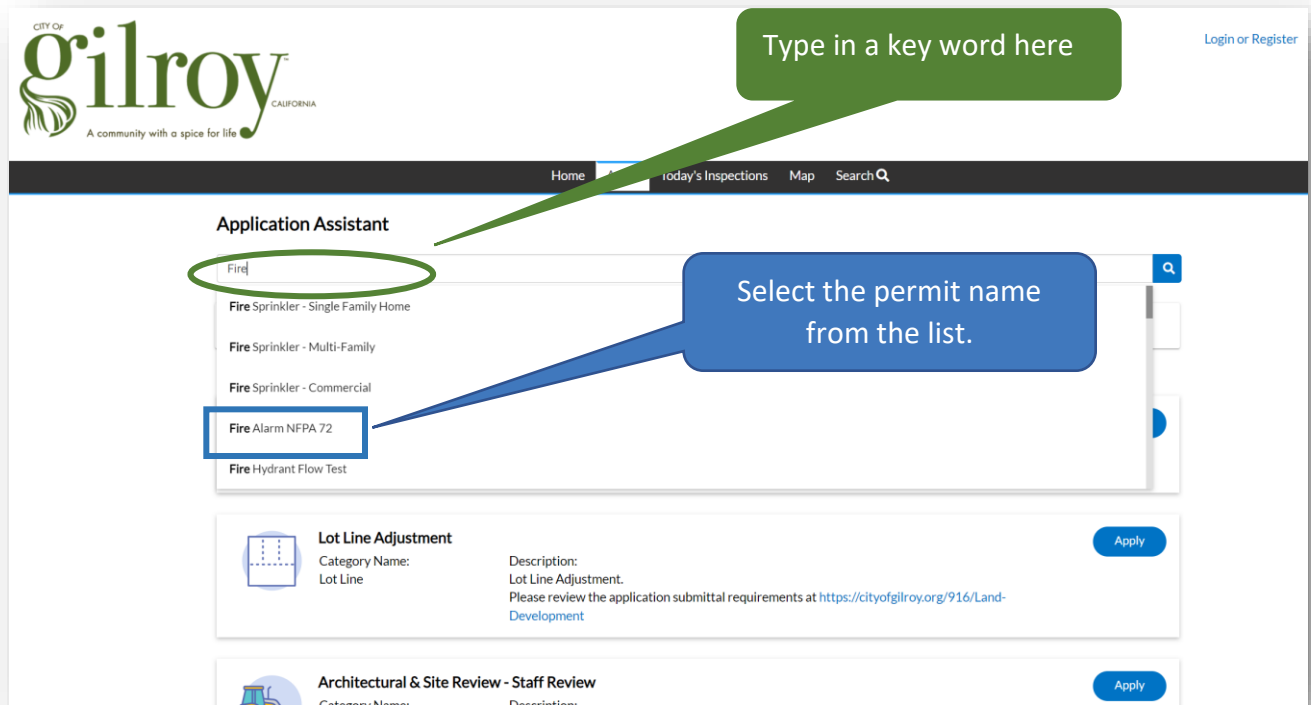 CITY OF
gilroy
CALIFORNIA
A community with a spice for life
Type in a key word here
Login or Register
Home Today's Inspections Map Search
Application Assistant
Fire
Fire Sprinkler - Single Family Home
Fire Sprinkler - Multi-Family
Fire Sprinkler - Commercial
Fire Alarm NFPA 72
Fire Hydrant Flow Test
Select the permit name
from the list.
Lot Line Adjustment
Apply
Category Name:
Lot Line
Description:
Lot Line Adjustment.
Please review the application submittal requirements at https://cityofgilroy.org/916/Land-
Development
Architectural & Site Review - Staff Review
Apply
Category Name:
Description: